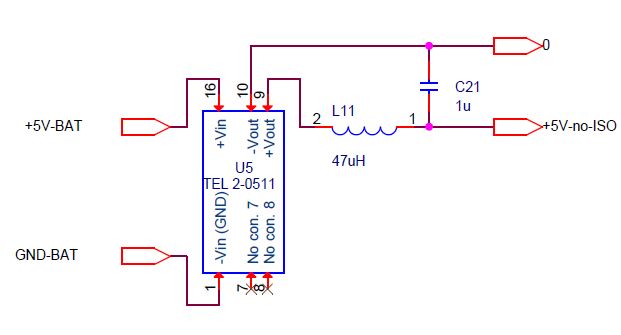 0
16
10
9
C21
1u
+5V-BAT
+Vin
-Vout
+Vout
2
L11
1
+5V-no-ISO
47uH
U5
TEL 2-0511
-Vin (GND)
No con. 7
No con. 8
GND-BAT
1
7
8